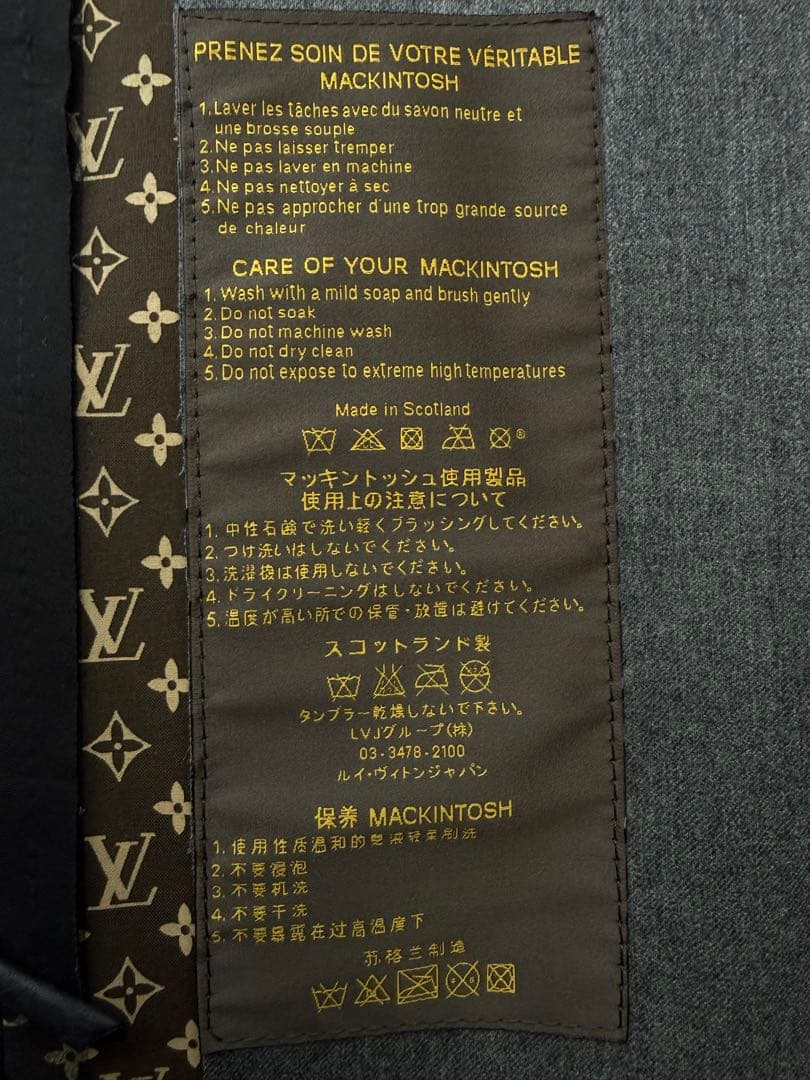 PRENEZ SOIN DE VOTRE VÉRITABLE
MACKINTOSH
1. Laver les tâches avec du savon neutre et
une brosse souple
2. Ne pas laisser tremper
3. Ne pas laver en machine
4. Ne pas nettoyer à sec
5. Ne pas approcher d'une trop grande source
de chaleur
CARE OF YOUR MACKINTOSH
1. Wash with a mild soap and brush gently
2. Do not soak
3. Do not machine wash
4. Do not dry clean
5. Do not expose to extreme high temperatures
Made in Scotland
マッキントッシュ使用製品
使用上の注意について
1. 中性石鹸で洗い軽くブラッシングしてください。
2. つけ洗いはしないでください。
3. 洗濯機は使用しないでください。
4. ドライクリーニングはしないでください。
5. 温度が高い所での保管・放置は避けてください。
スコットランド製
タンブラー乾燥しないで下さい。
LVJグループ(株)
03-3478-2100
ルイ・ヴィトンジャパン
保养 MACKINTOSH
1. 使用性质温和的皂液轻柔刷洗
2. 不要浸泡
3. 不要机洗
4. 不要干洗
5. 不要暴露在过高温度下
苏格兰制造
LV
LV
LV
LV